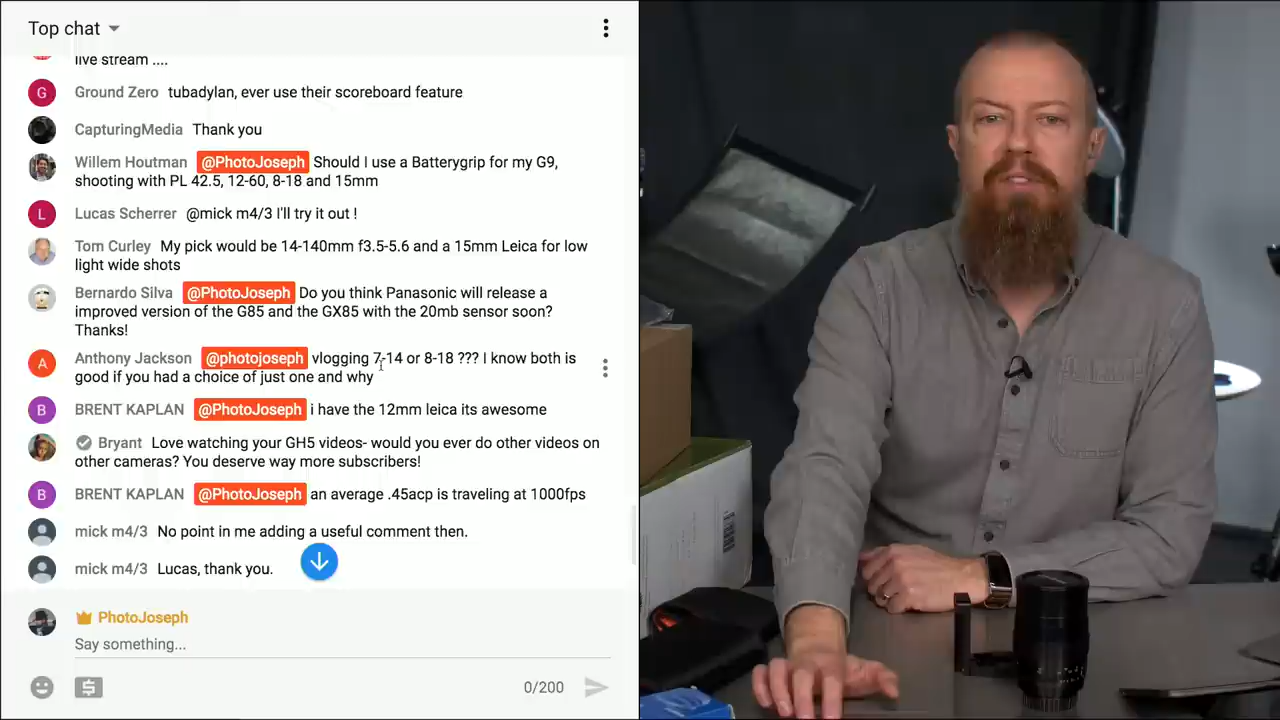 Top chat
live stream ....
G Ground Zero tubadylan, ever use their scoreboard feature
CapturingMedia Thank you
Willem Houtman @PhotoJoseph Should I use a Batterygrip for my G9,
shooting with PL 42.5, 12-60, 8-18 and 15mm
L Lucas Scherrer @mick m4/3 I'll try it out !
Tom Curley My pick would be 14-140mm f3.5-5.6 and a 15mm Leica for low
light wide shots
Bernardo Silva @PhotoJoseph Do you think Panasonic will release a
improved version of the G85 and the GX85 with the 20mb sensor soon?
Thanks!
A Anthony Jackson @photojoseph vlogging 7-14 or 8-18 ??? I know both is
good if you had a choice of just one and why
B BRENT KAPLAN @PhotoJoseph i have the 12mm leica its awesome
Bryant Love watching your GH5 videos- would you ever do other videos on
other cameras? You deserve way more subscribers!
B BRENT KAPLAN @PhotoJoseph an average .45acp is traveling at 1000fps
mick m4/3 No point in me adding a useful comment then.
mick m4/3 Lucas, thank you.
PhotoJoseph
Say something...
0/200